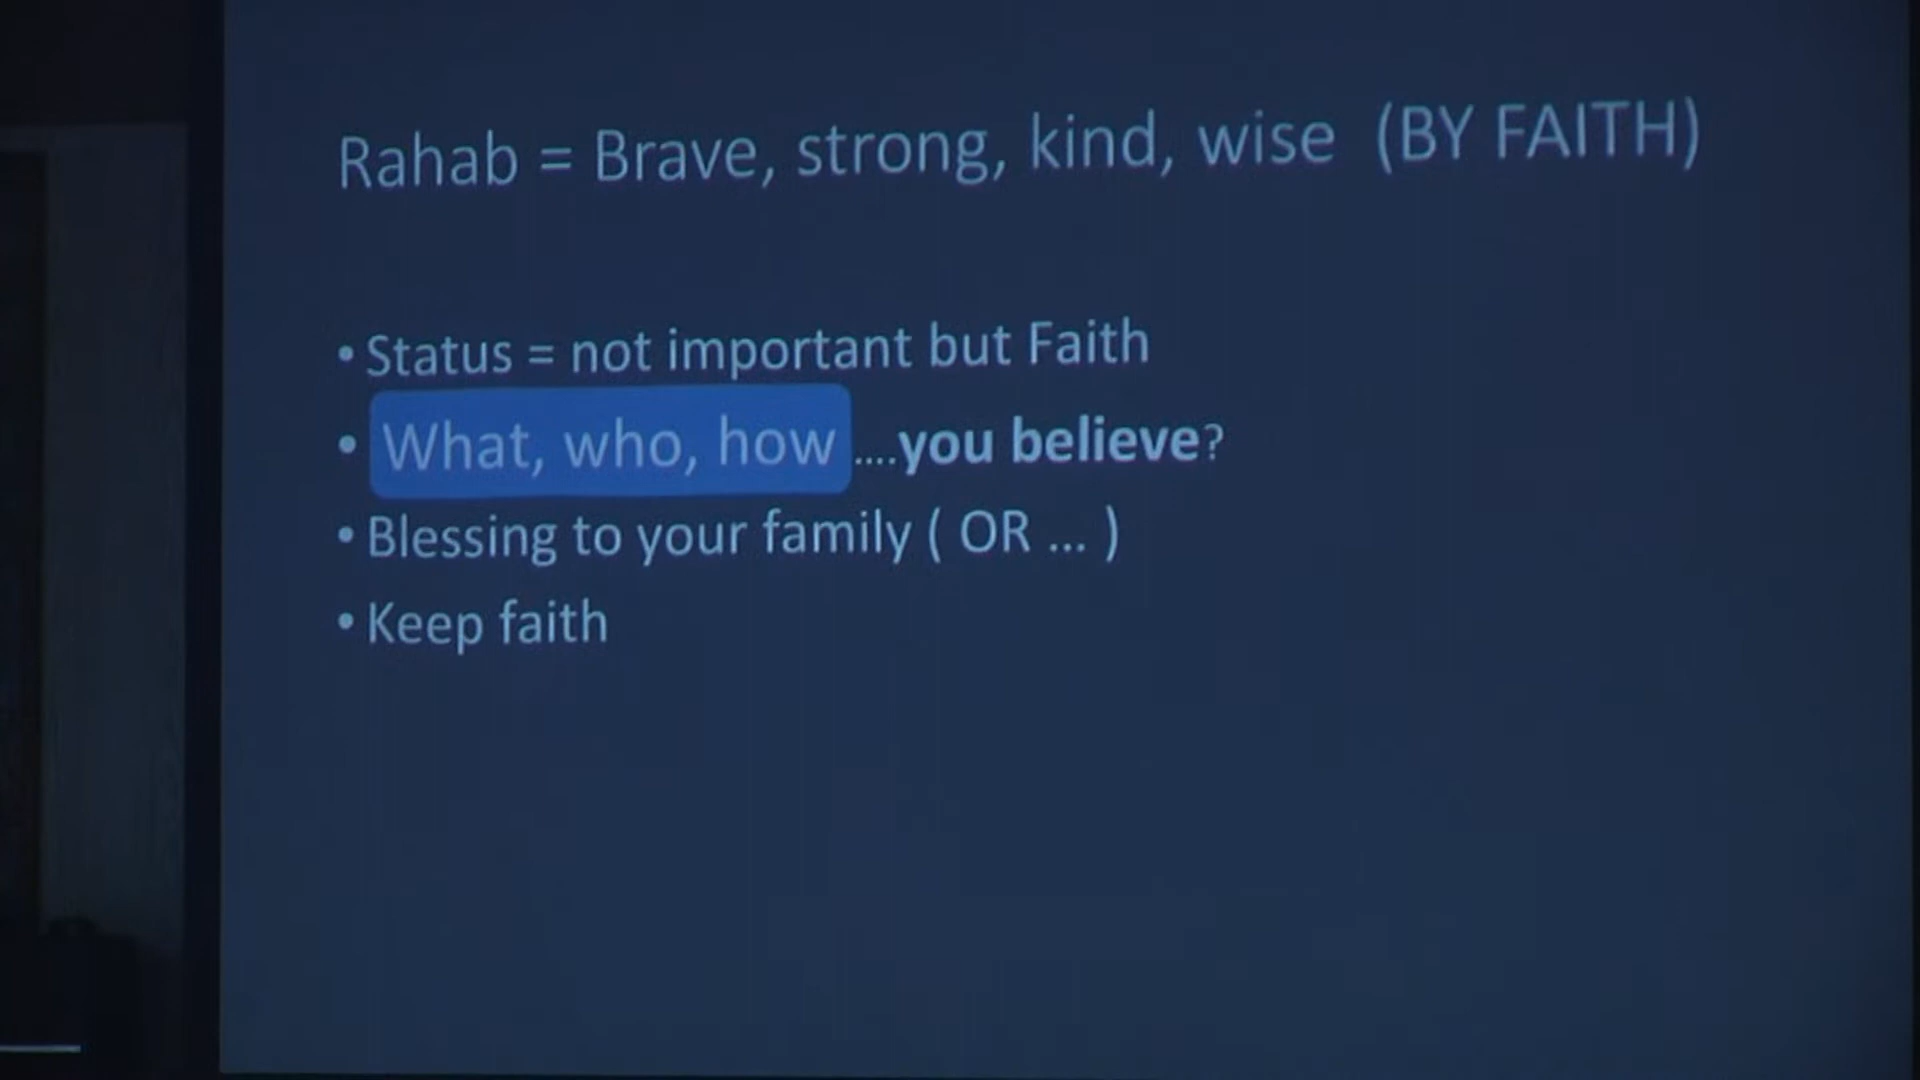 Rahab = Brave, strong, kind, wise (BY FAITH)
• Status = not important but Faith
• What, who, how ....you believe?
• Blessing to your family ( OR ... )
• Keep faith